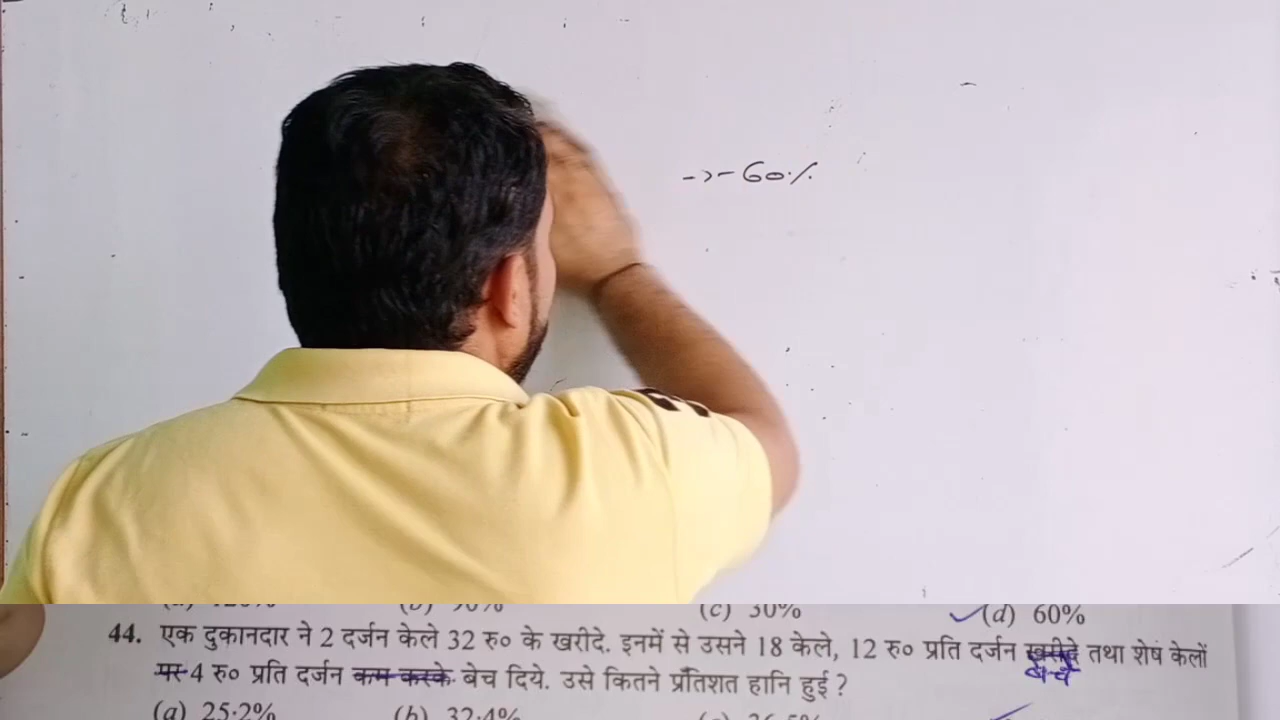 ->- 60%
(d) 60%
(c) 30%
44. एक दुकानदार ने 2 दर्जन केले 32 रु० के खरीदे. इनमें से उसने 18 केले, 12 रु० प्रति दर्जन खरीदे बेचे तथा शेष केलों
पर 4 रु० प्रति दर्जन कम करके बेच दिये. उसे कितने प्रतिशत हानि हुई ?
(a) 25·2% (b) 32·4%